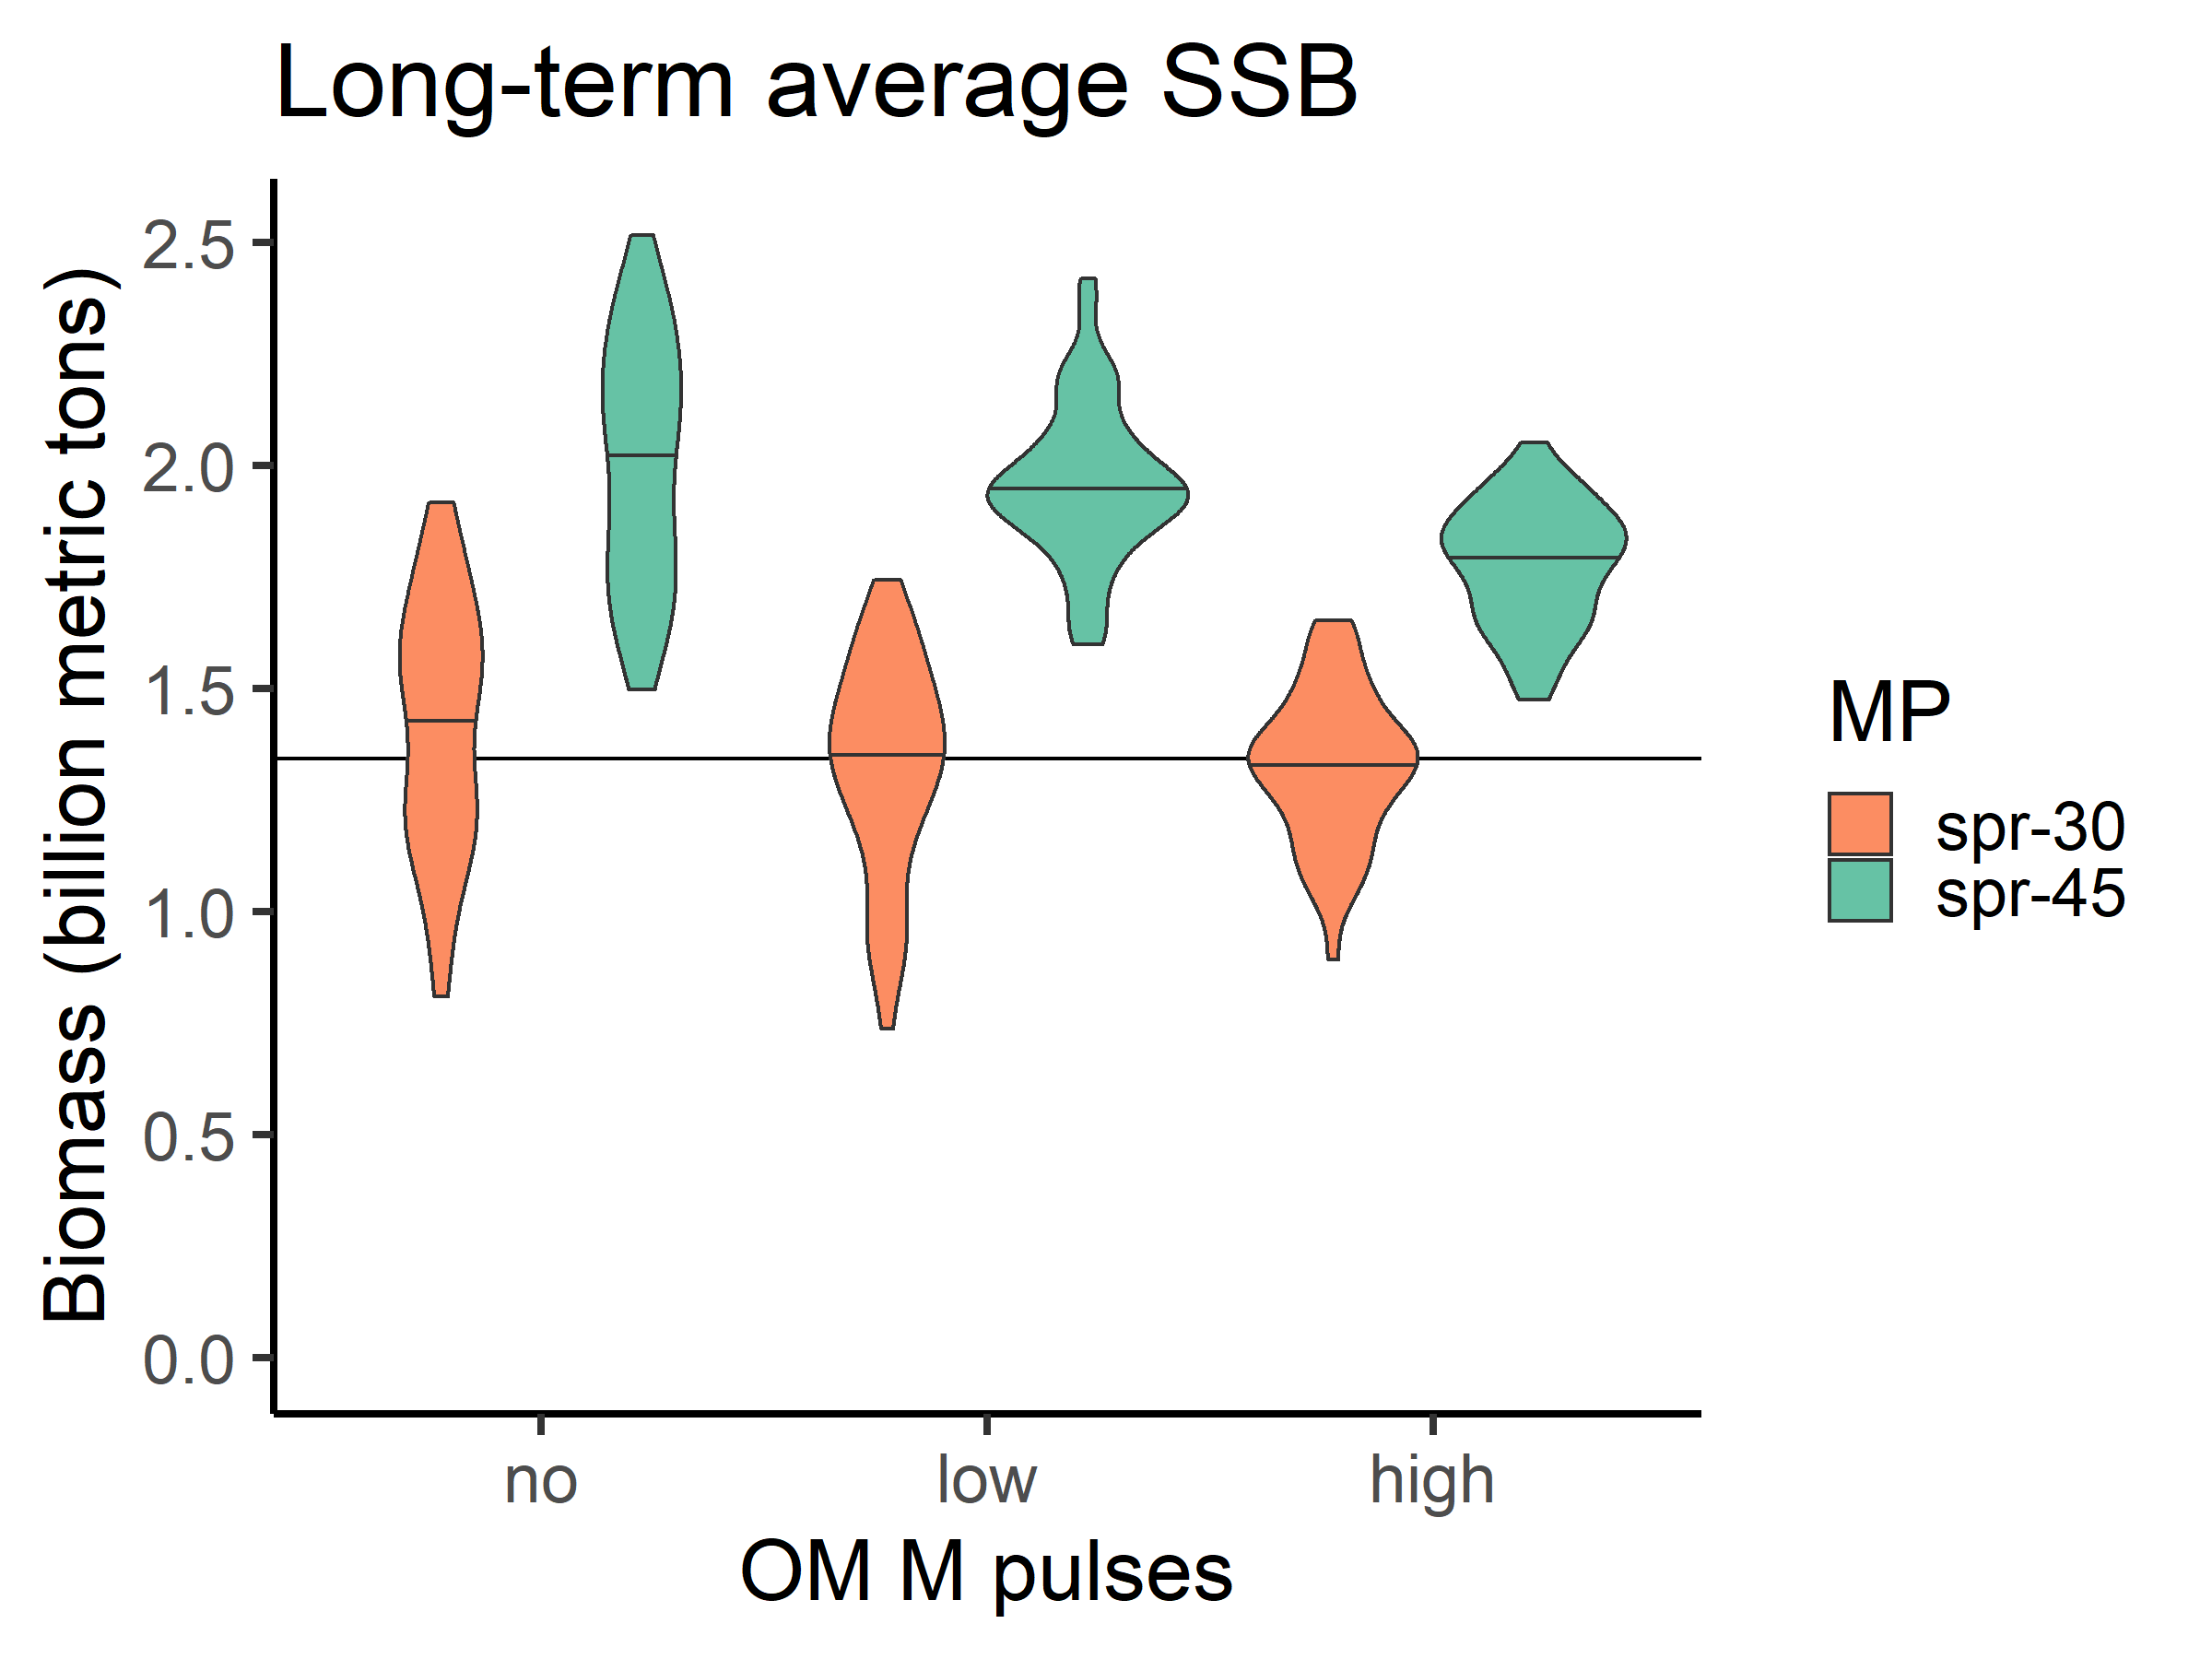 Long-term average SSB
Biomass (billion metric tons)
2.5
2.0
1.5
1.0
0.5
0.0
no low high
OM M pulses
MP
spr-30
spr-45